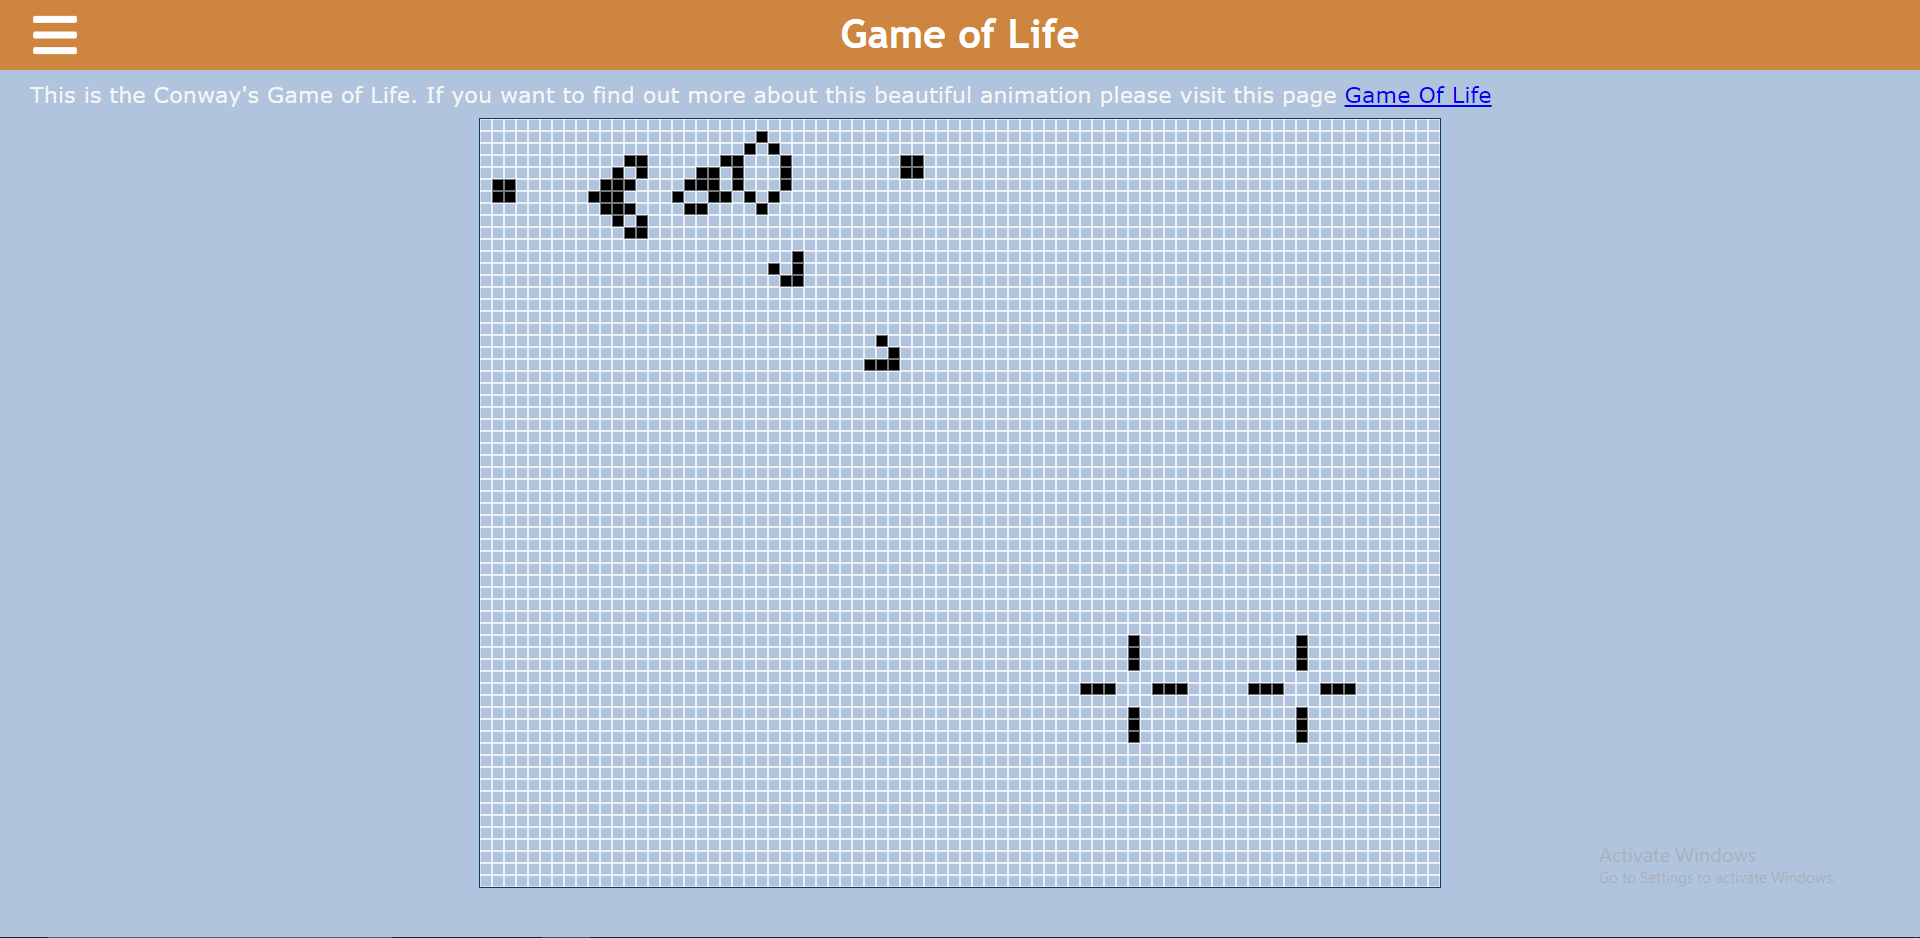 Game of Life
This is the Conway's Game of Life. If you want to find out more about this beautiful animation please visit this page Game Of Life
Activate Windows
Go to Settings to activate Windows.